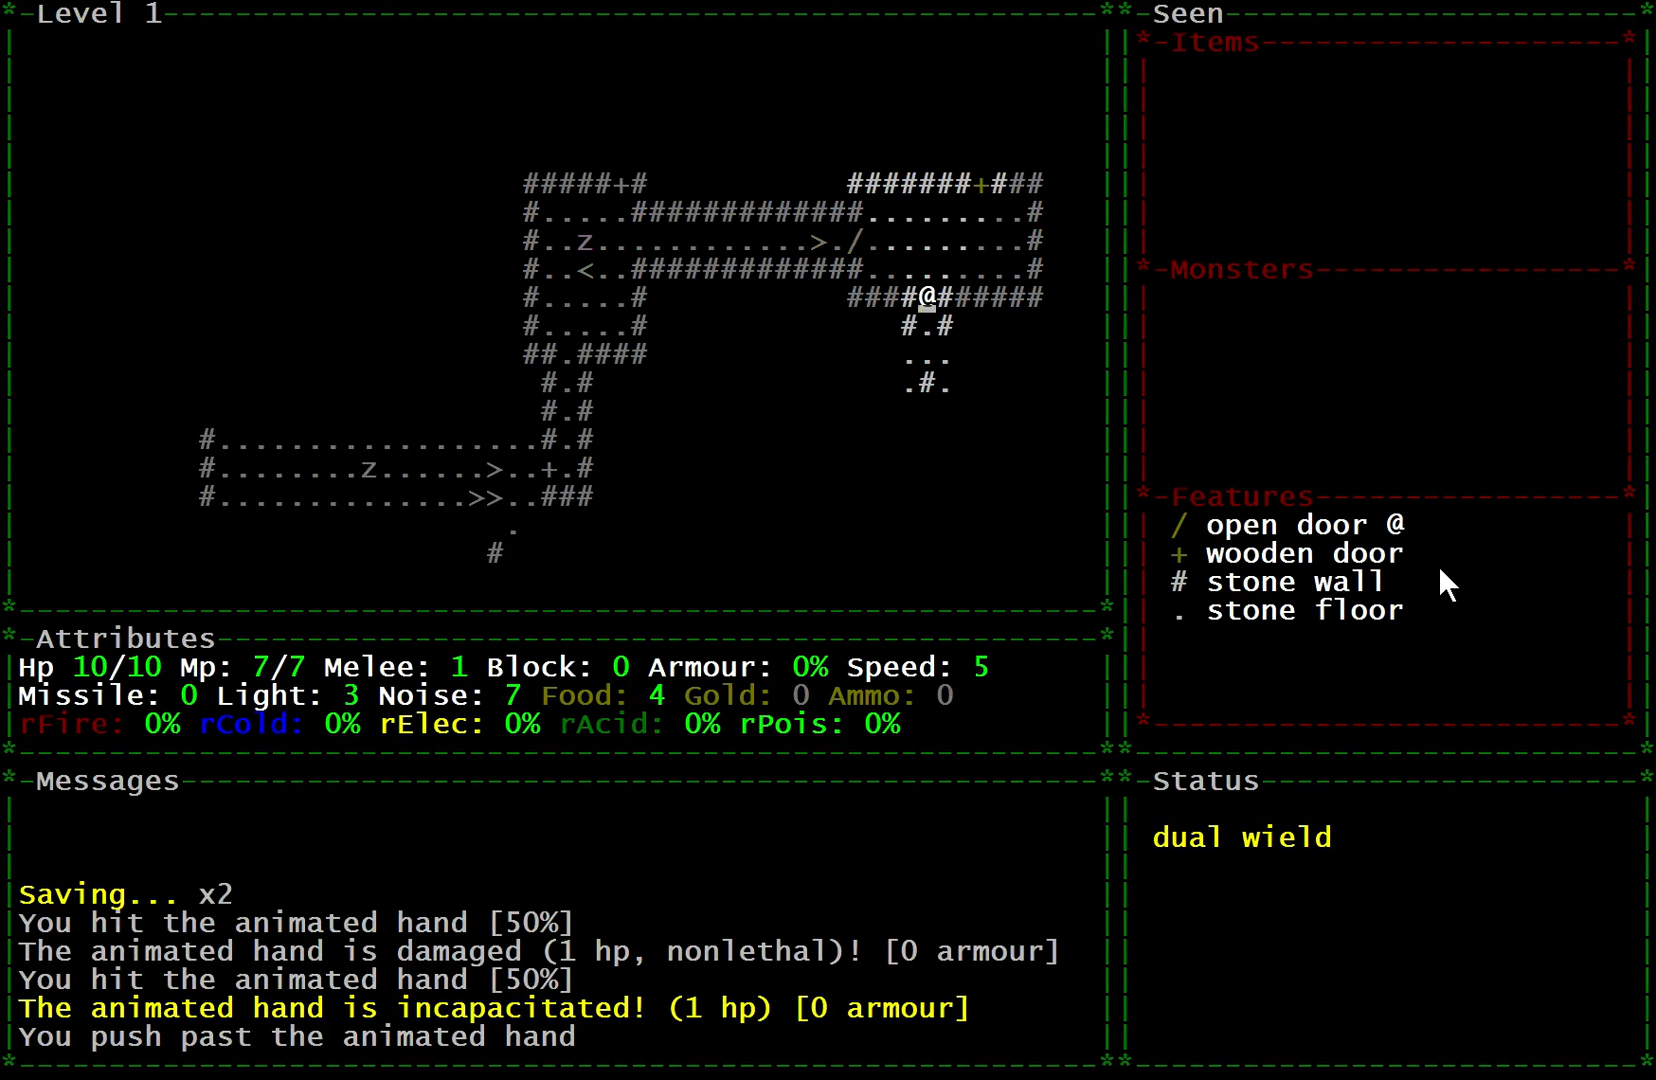 Level 1
#####+# #######+###
#.....#############.........#
#..z............>./.........#
#..<..#############.........#
#.....# ####@######
#.....# #.#
##.#### ...
#.# .#.
#.#
#..................#.#
#........z......>..+.#
#..............>>..###
.
#
Attributes
Hp 10/10 Mp: 7/7 Melee: 1 Block: 0 Armour: 0% Speed: 5
Missile: 0 Light: 3 Noise: 7 Food: 4 Gold: 0 Ammo: 0
rFire: 0% rCold: 0% rElec: 0% rAcid: 0% rPois: 0%
Messages
Saving... x2
You hit the animated hand [50%]
The animated hand is damaged (1 hp, nonlethal)! [0 armour]
You hit the animated hand [50%]
The animated hand is incapacitated! (1 hp) [0 armour]
You push past the animated hand
Seen
Items
Monsters
Features
/ open door @
+ wooden door
# stone wall
. stone floor
Status
dual wield